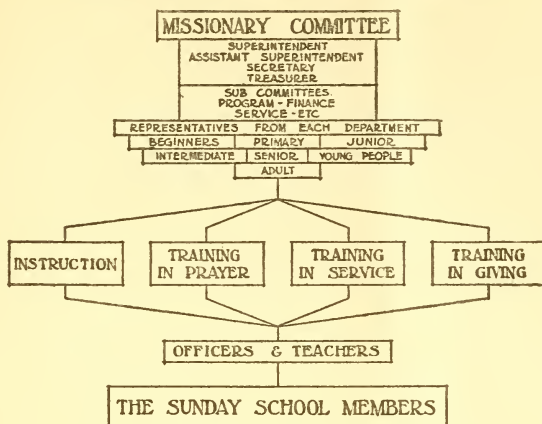 MISSIONARY COMMITTEE
SUPERINTENDENT
ASSISTANT SUPERINTENDENT
SECRETARY
TREASURER
SUB COMMITTEES.
PROGRAM - FINANCE
SERVICE - ETC
REPRESENTATIVES FROM EACH DEPARTMENT
BEGINNERS PRIMARY JUNIOR
INTERMEDIATE SENIOR YOUNG PEOPLE
ADULT
INSTRUCTION
TRAINING
IN PRAYER
TRAINING
IN SERVICE
TRAINING
IN GIVING
OFFICERS & TEACHERS
THE SUNDAY SCHOOL MEMBERS